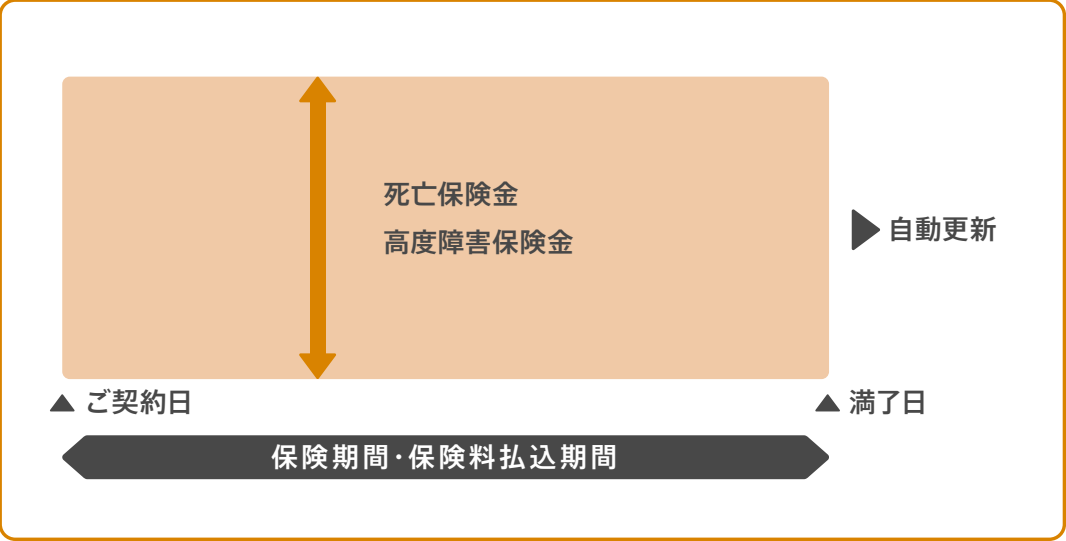 死亡保険金
高度障害保険金
自動更新
ご契約日
満了日
保険期間・保険料払込期間